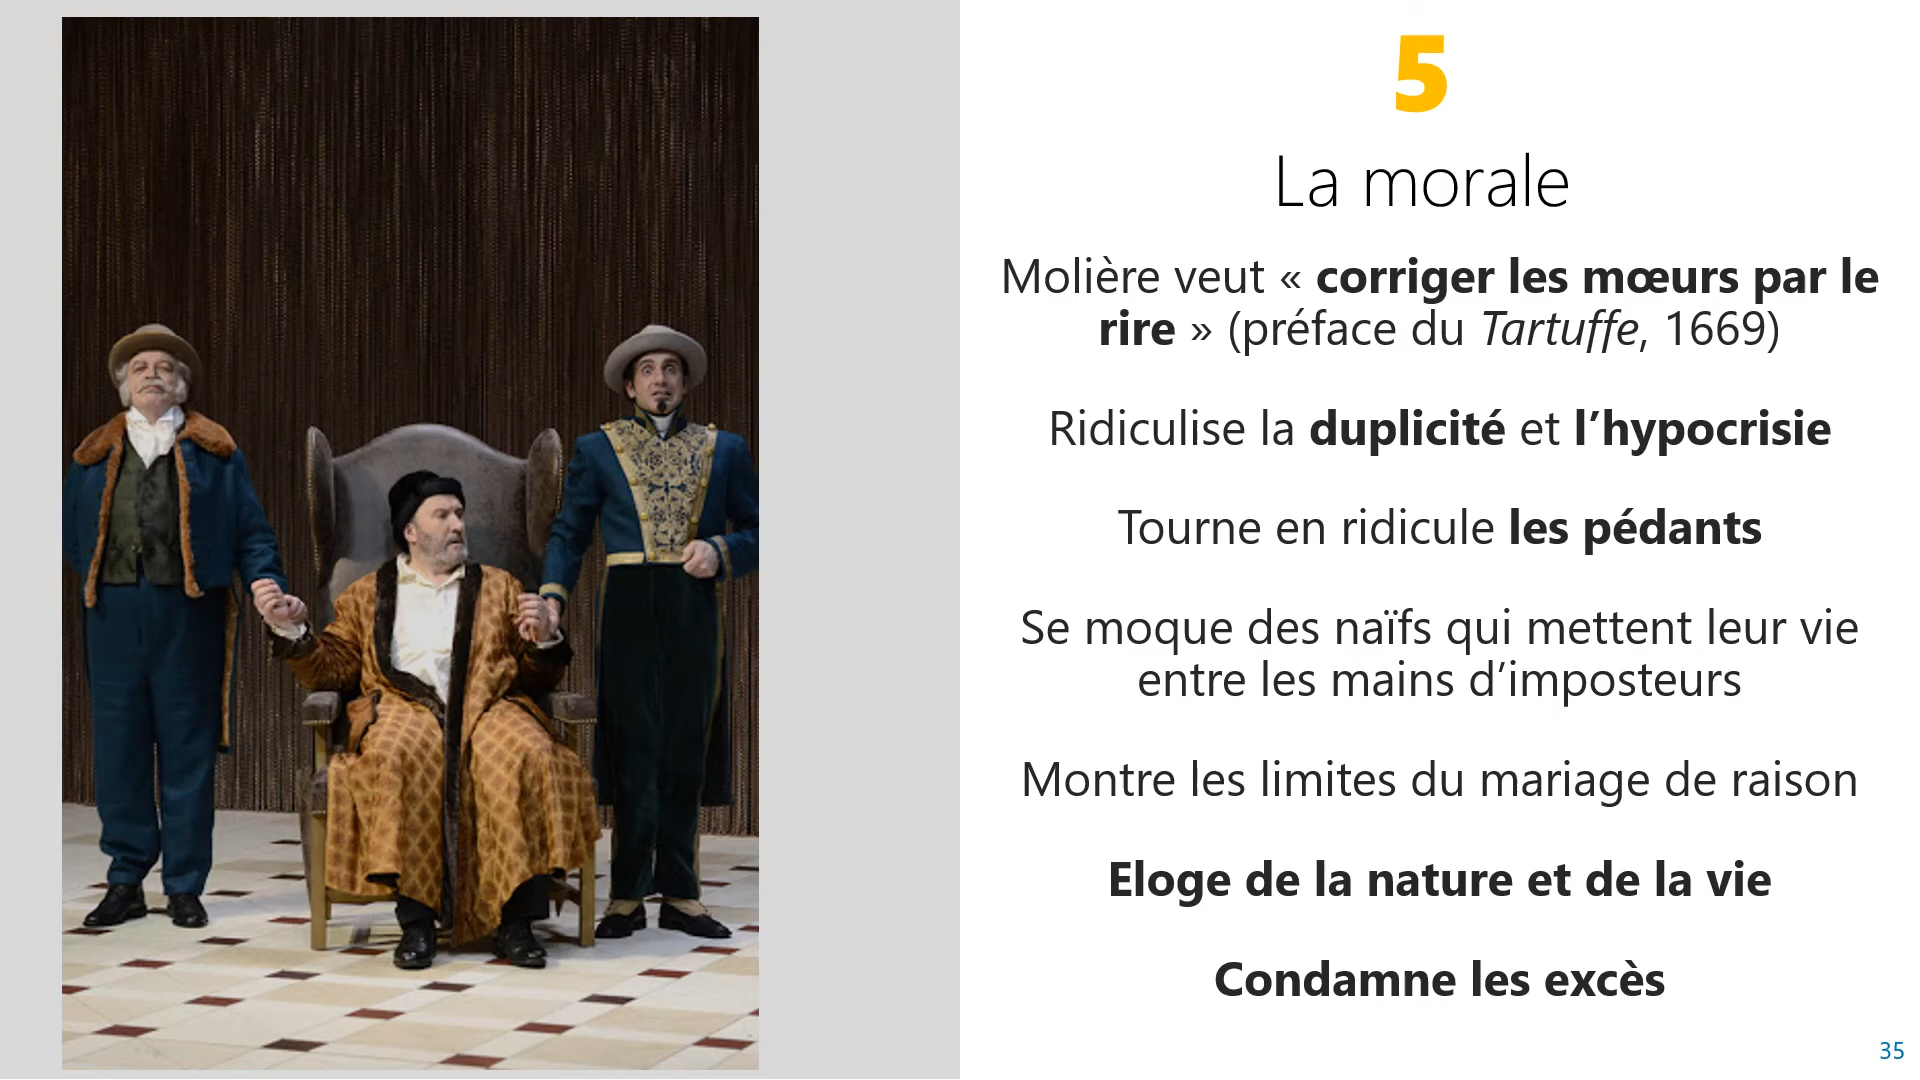 5
La morale
Molière veut « corriger les mœurs par le
rire » (préface du Tartuffe, 1669)
Ridiculise la duplicité et l’hypocrisie
Tourne en ridicule les pédants
Se moque des naïfs qui mettent leur vie
entre les mains d’imposteurs
Montre les limites du mariage de raison
Eloge de la nature et de la vie
Condamne les excès
35